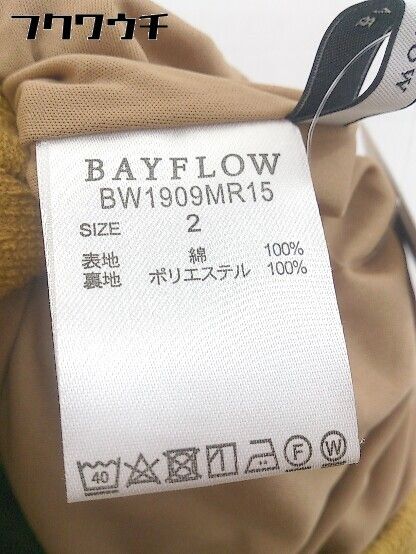 フクワウチ
BAYFLOW
BW1909MR15
SIZE 2
表地 綿 100%
裏地 ポリエステル 100%
40 F W